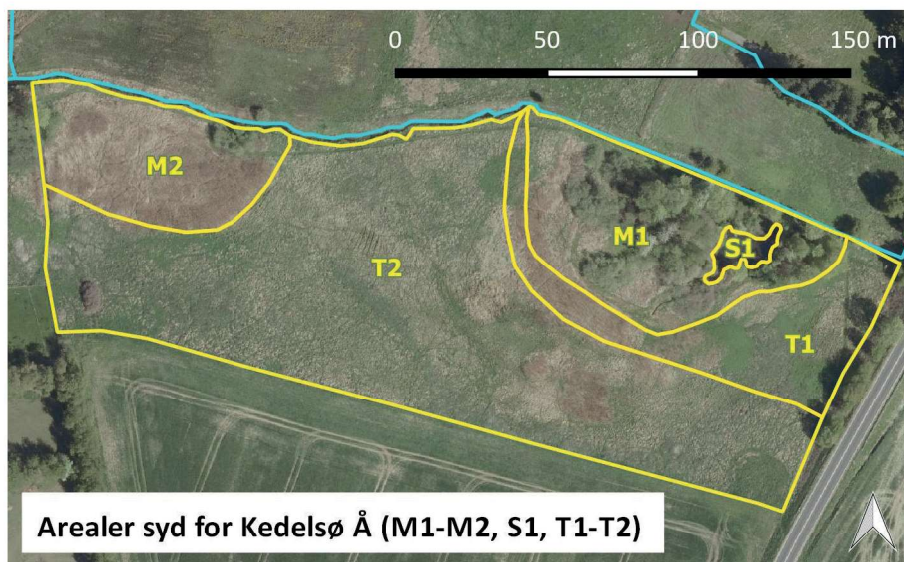 0 50 100 150 m
M2
M1
S1
T2
T1
Arealer syd for Kedelsø Å (M1-M2, S1, T1-T2)